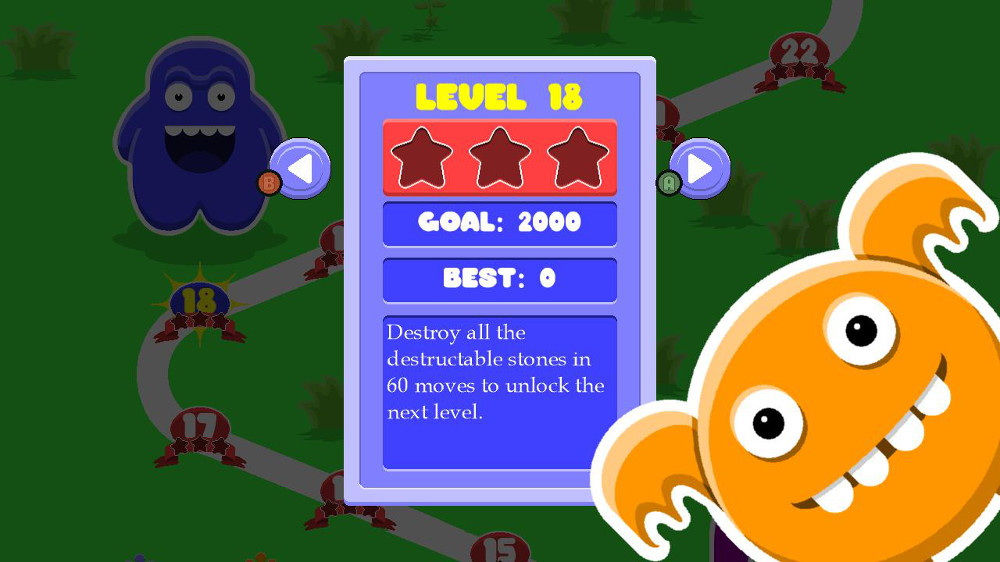 LEVEL 18
GOAL: 2000
BEST: 0
Destroy all the
destructable stones in
60 moves to unlock the
next level.
B
A
22
18
17
15